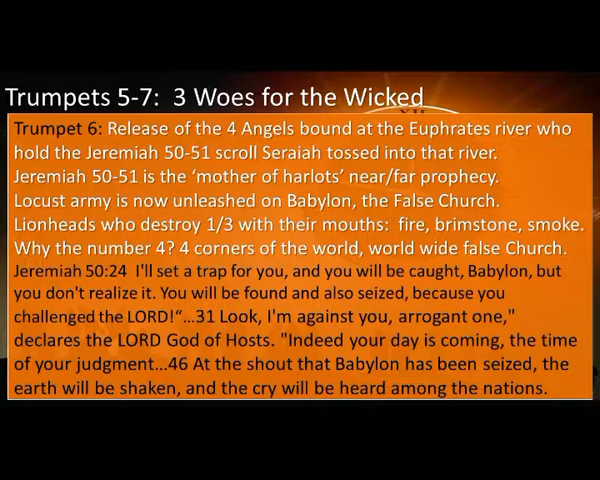 Trumpets 5-7:  3 Woes for the Wicked
Trumpet 6: Release of the 4 Angels bound at the Euphrates river who
hold the Jeremiah 50-51 scroll Seraiah tossed into that river.
Jeremiah 50-51 is the ‘mother of harlots’ near/far prophecy.
Locust army is now unleashed on Babylon, the False Church.
Lionheads who destroy 1/3 with their mouths:  fire, brimstone, smoke.
Why the number 4? 4 corners of the world, world wide false Church.
Jeremiah 50:24  I'll set a trap for you, and you will be caught, Babylon, but
you don't realize it. You will be found and also seized, because you
challenged the LORD!“…31 Look, I'm against you, arrogant one,"
declares the LORD God of Hosts. "Indeed your day is coming, the time
of your judgment…46 At the shout that Babylon has been seized, the
earth will be shaken, and the cry will be heard among the nations.